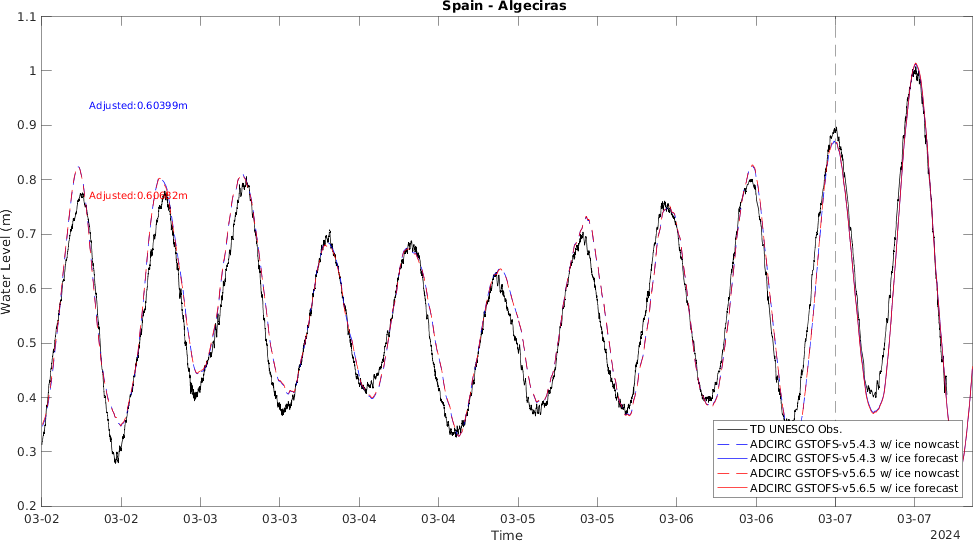 Spain - Algeciras
1.1
1
0.9
0.8
0.7
0.6
0.5
0.4
0.3
0.2
Water Level (m)
Adjusted:0.60399m
Adjusted:0.60632m
03-02 03-02 03-03 03-03 03-04 03-04 03-05 03-05 03-06 03-06 03-07 03-07
Time
2024
TD UNESCO Obs.
ADCIRC GSTOFS-v5.4.3 w/ ice nowcast
ADCIRC GSTOFS-v5.4.3 w/ ice forecast
ADCIRC GSTOFS-v5.6.5 w/ ice nowcast
ADCIRC GSTOFS-v5.6.5 w/ ice forecast